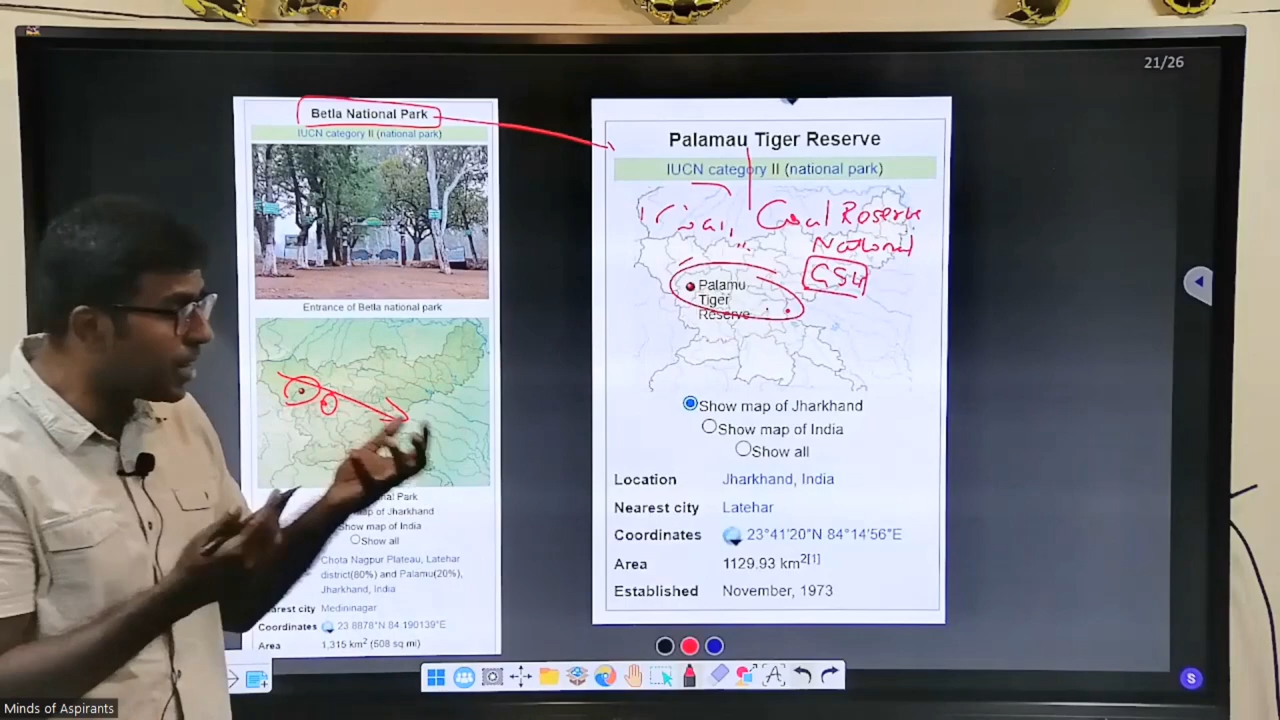 21/26
Betla National Park
IUCN category II (national park)
Entrance of Betla national park
nal Park
ap of Jharkhand
Show map of India
Show all
Chota Nagpur Plateau, Latehar
district(80%) and Palamu(20%),
Jharkhand, India
arest city Medininagar
Coordinates 23.8878°N 84.190139°E
Area 1,315 km² (508 sq mi)
Palamau Tiger Reserve
IUCN category II (national park)
Coal Reserve
National
GSI
Palamu
Tiger
Reserve
Show map of Jharkhand
Show map of India
Show all
Location Jharkhand, India
Nearest city Latehar
Coordinates 23°41′20″N 84°14′56″E
Area 1129.93 km²[1]
Established November, 1973
S
Minds of Aspirants